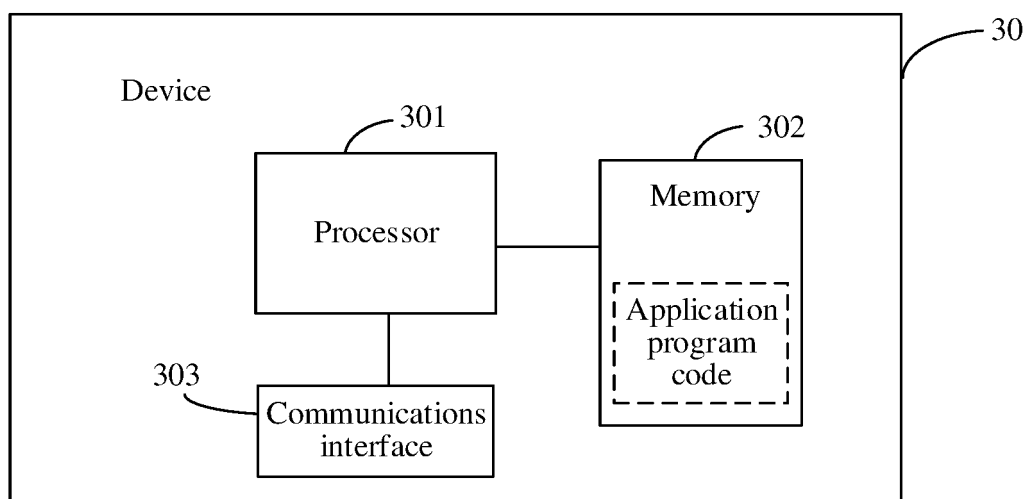 30
Device
301
302
Processor
Memory
Application
program
code
303
Communications
interface